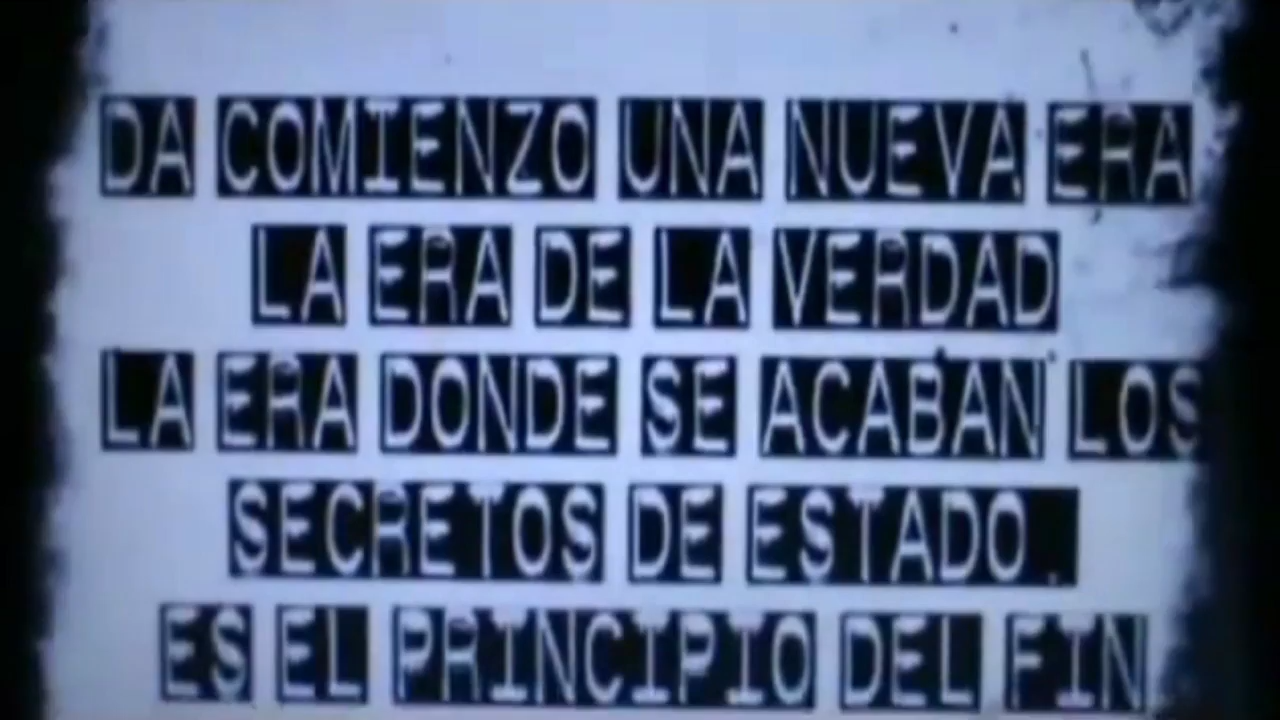 DA COMIENZO UNA NUEVA ERA
LA ERA DE LA VERDAD
LA ERA DONDE SE ACABAN LOS
SECRETOS DE ESTADO.
ES EL PRINCIPIO DEL FIN